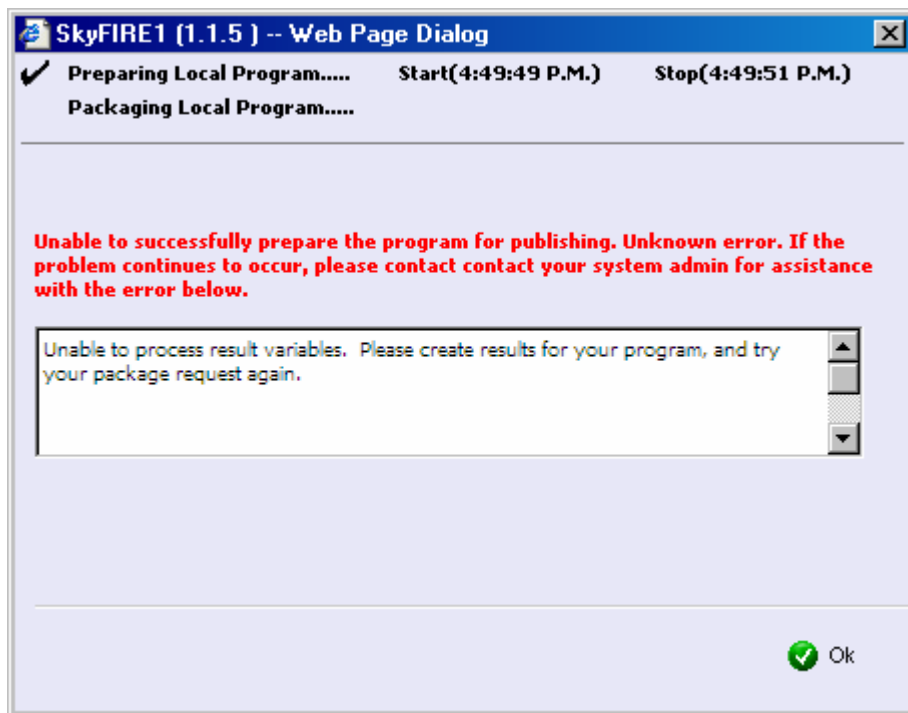 SkyFIRE1 (1.1.5 ) -- Web Page Dialog
Preparing Local Program..... Start(4:49:49 P.M.) Stop(4:49:51 P.M.)
Packaging Local Program.....
Unable to successfully prepare the program for publishing. Unknown error. If the
problem continues to occur, please contact contact your system admin for assistance
with the error below.
Unable to process result variables.  Please create results for your program, and try
your package request again.
Ok